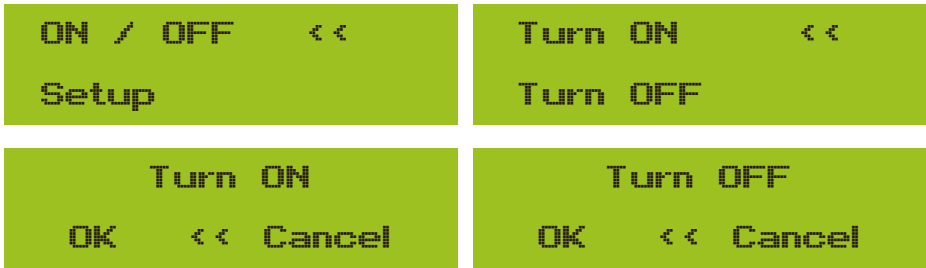 ON / OFF <<
Setup
Turn ON <<
Turn OFF
Turn ON
OK << Cancel
Turn OFF
OK << Cancel